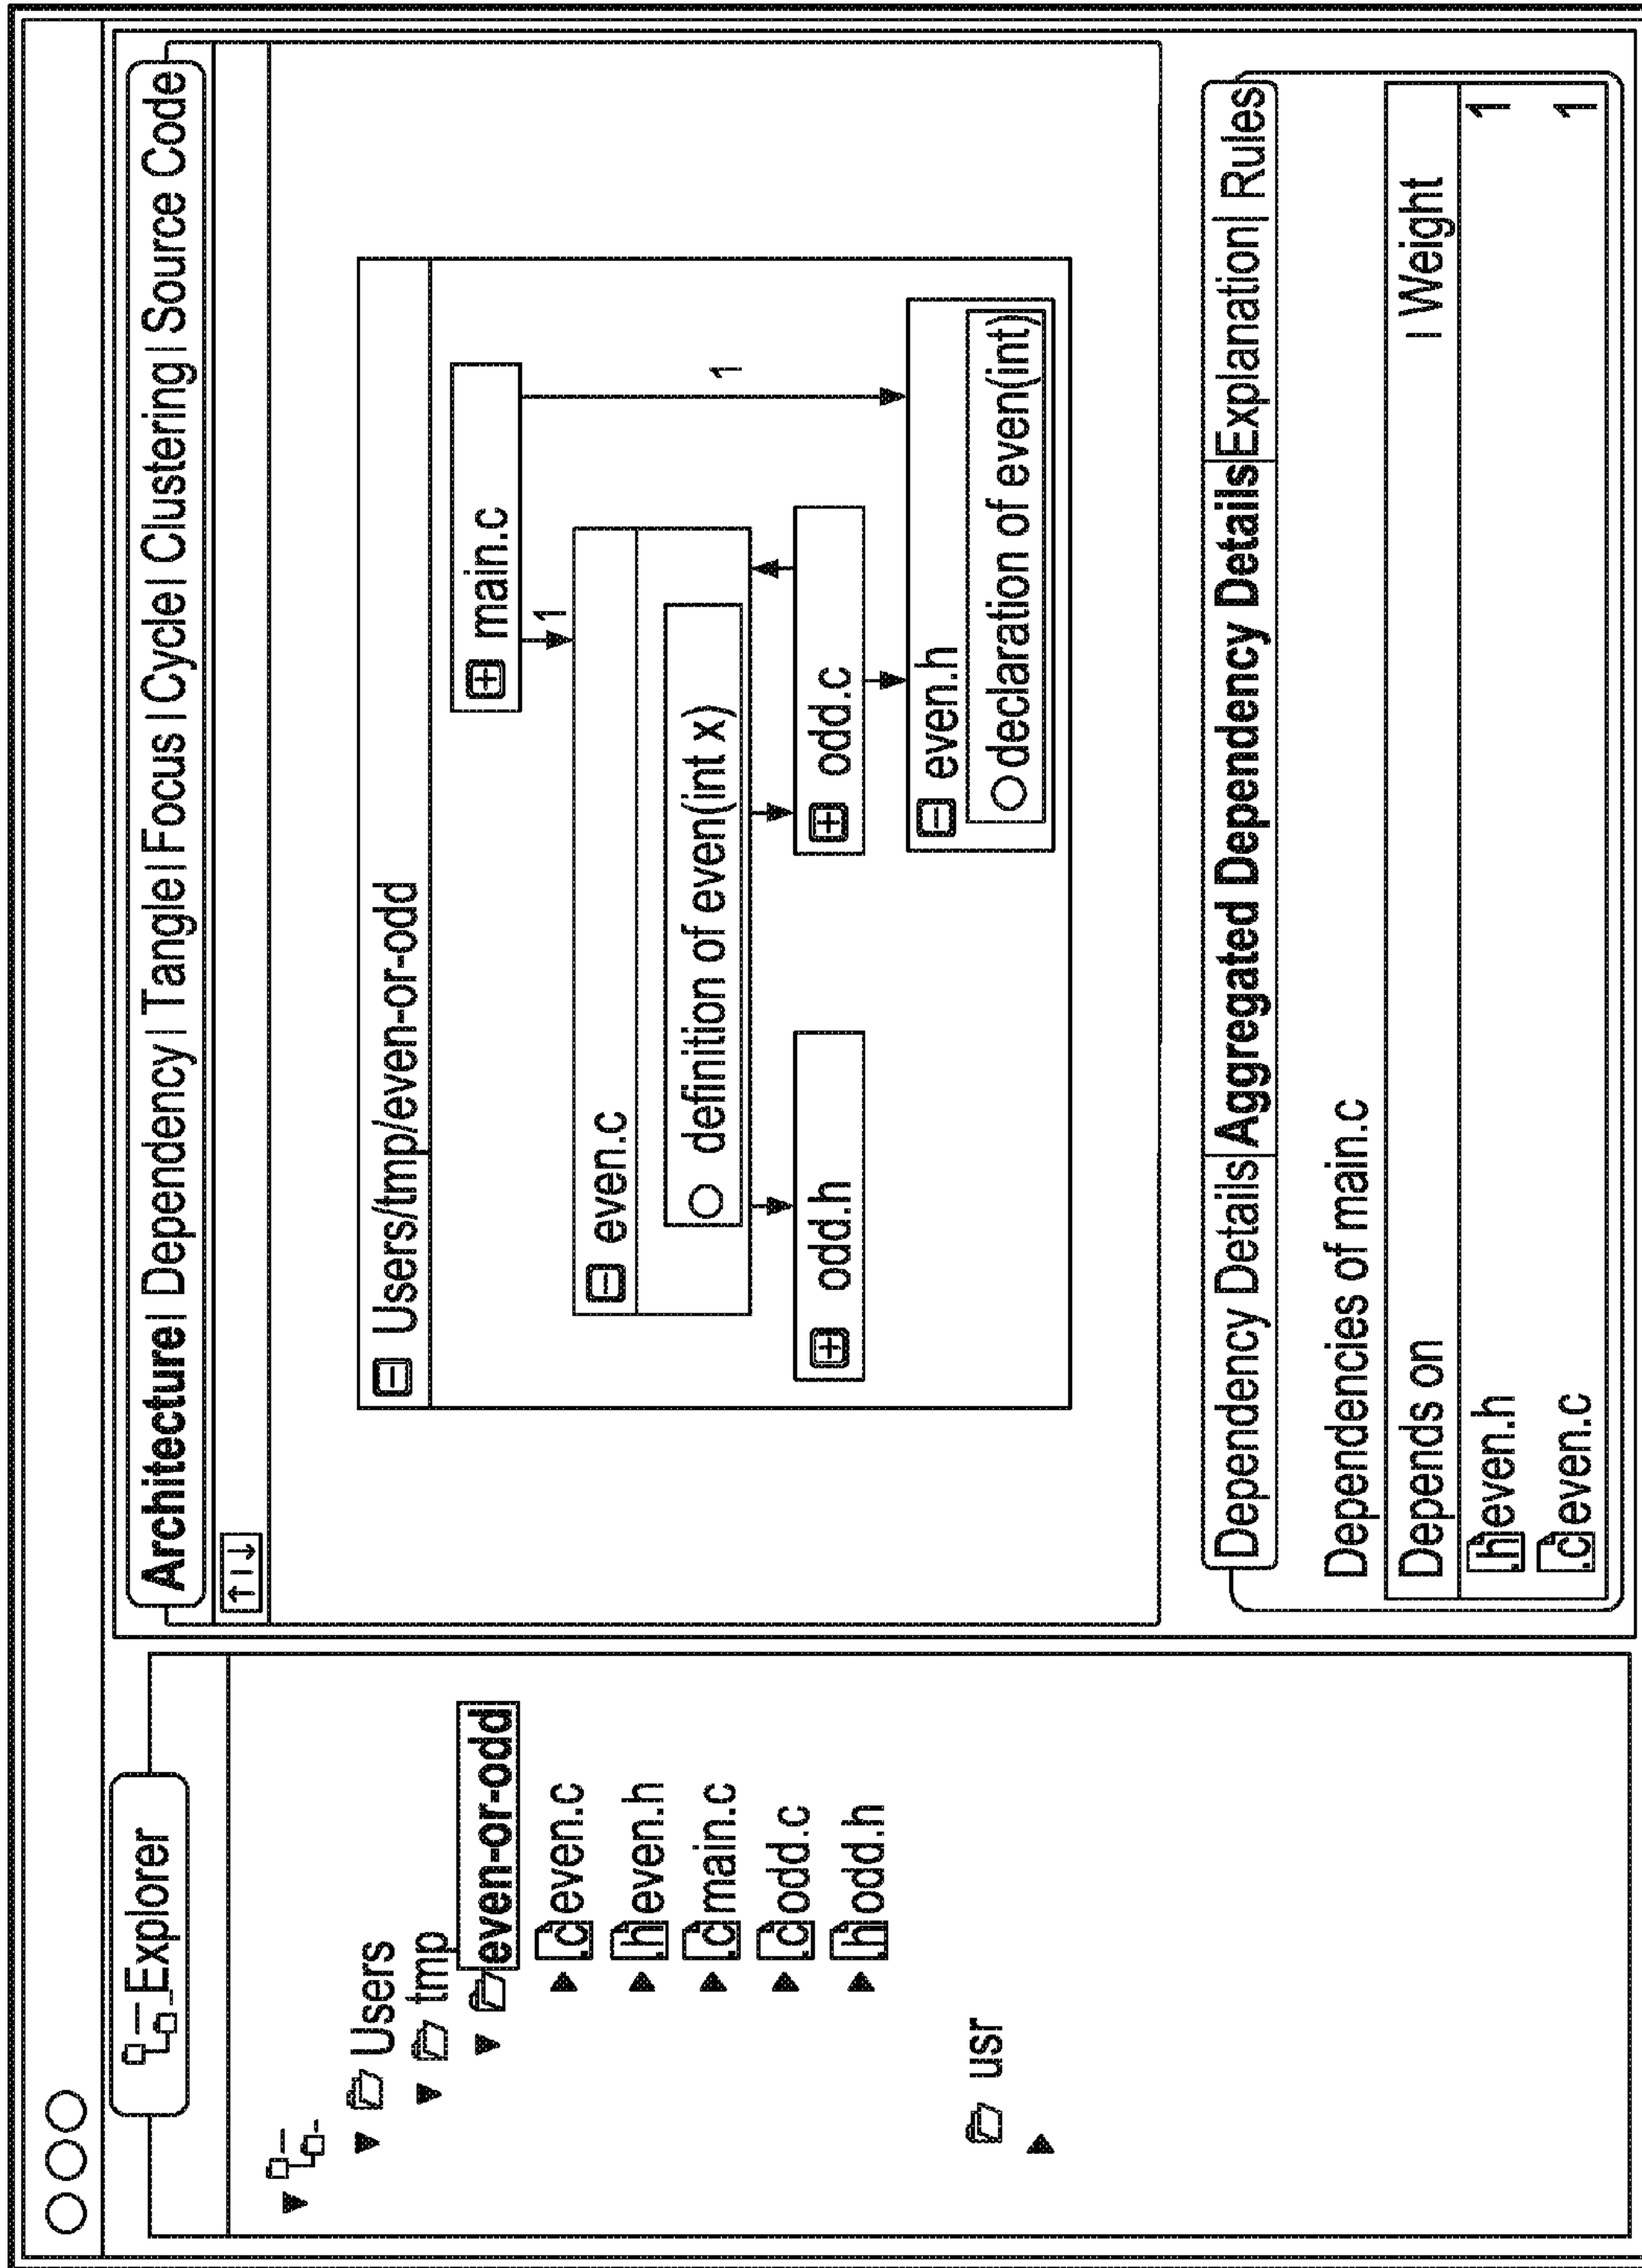 Explorer
Users
tmp
even-or-odd
.c even.c
.h even.h
.c main.c
.c odd.c
.h odd.h
usr
Architecture| Dependency | Tangle| Focus | Cycle | Clustering | Source Code
↑|↓
Users/tmp/even-or-odd
main.c
1
1
even.c
definition of even(int x)
odd.h
odd.c
even.h
declaration of even(int)
Dependency Details| Aggregated Dependency Details| Explanation| Rules
Dependencies of main.c
Depends on | Weight
.h even.h 1
.c even.c 1